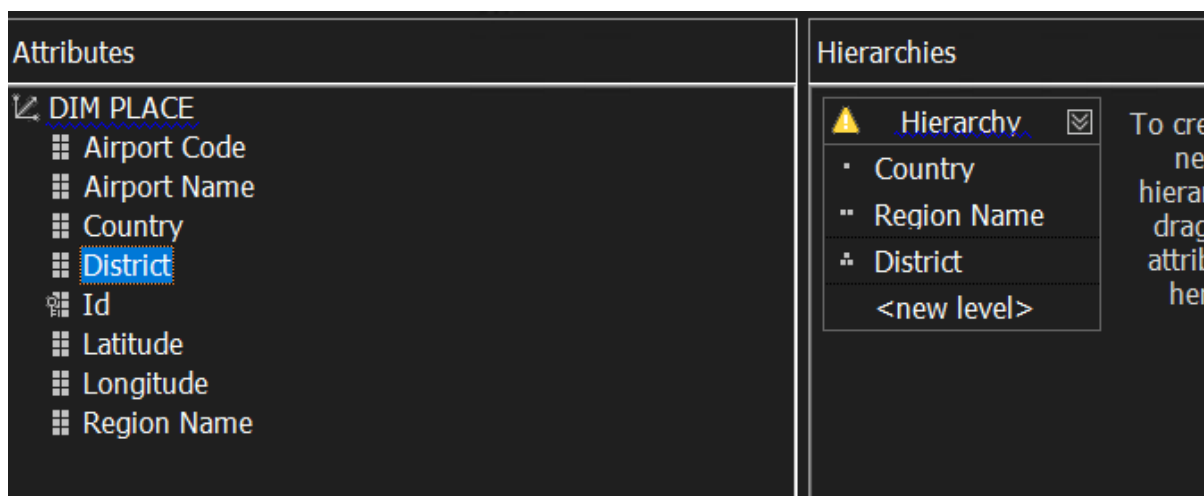 Attributes
DIM PLACE
Airport Code
Airport Name
Country
District
Id
Latitude
Longitude
Region Name
Hierarchies
Hierarchy
Country
Region Name
District
<new level>
To cre
ne
hierar
drag
attrib
her